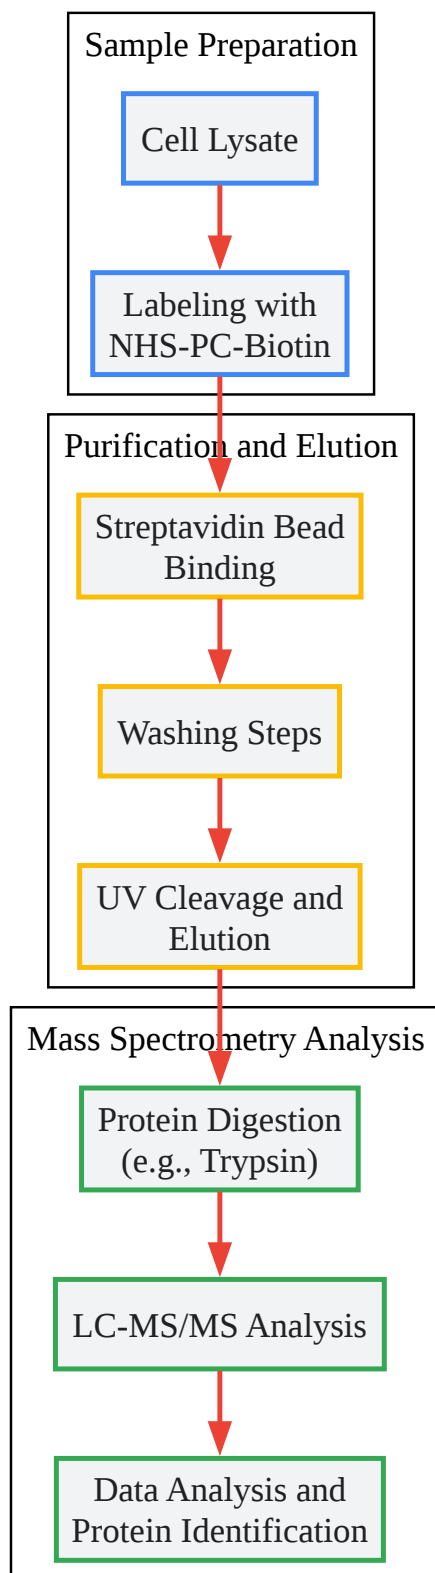 Sample Preparation
Cell Lysate
Labeling with
NHS-PC-Biotin
Purification and Elution
Streptavidin Bead
Binding
Washing Steps
UV Cleavage and
Elution
Mass Spectrometry Analysis
Protein Digestion
(e.g., Trypsin)
LC-MS/MS Analysis
Data Analysis and
Protein Identification